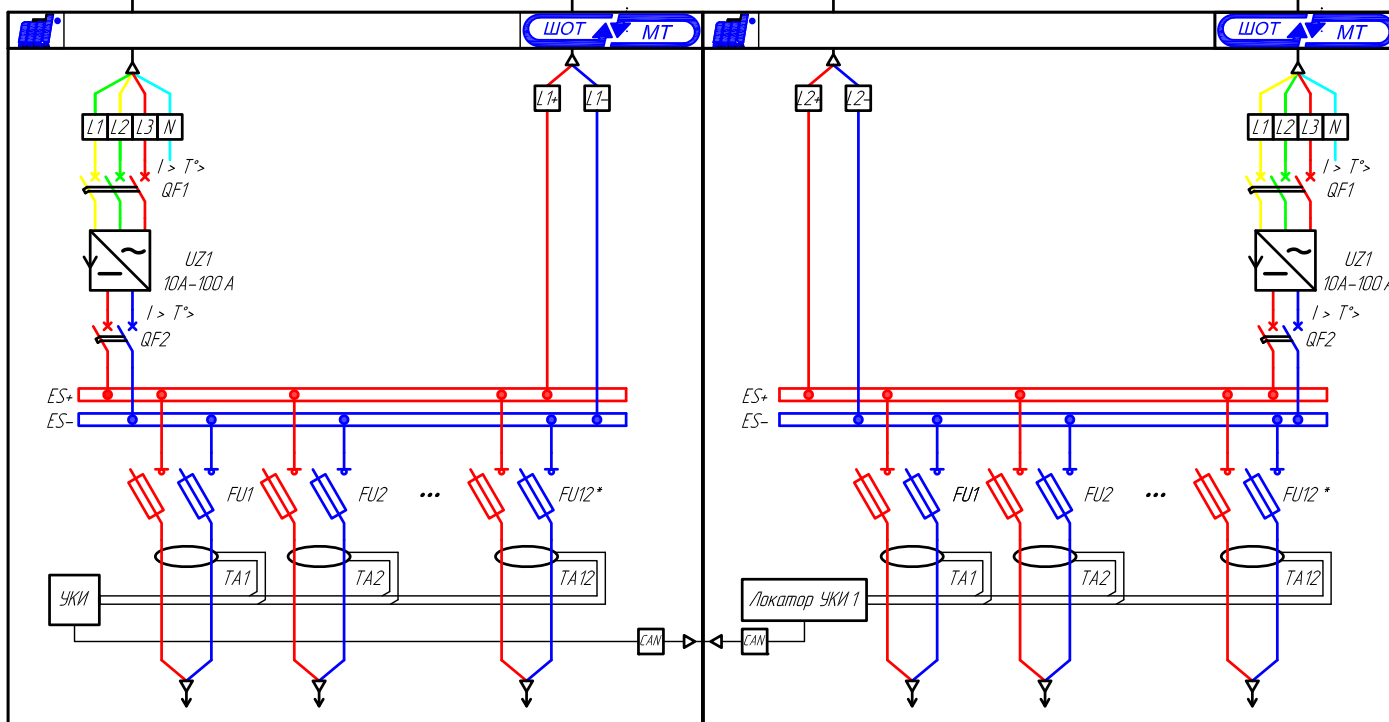 ШОТ МТ
ШОТ МТ
L1+ L1-
L2+ L2-
L1 L2 L3 N
L1 L2 L3 N
I > T°>
QF1
I > T°>
QF1
UZ1
10A-100 A
UZ1
10A-100 A
I > T°>
QF2
I > T°>
QF2
ES+
ES-
ES+
ES-
FU1 FU2 ... FU12 *
FU1 FU2 ... FU12 *
TA1 TA2 TA12
TA1 TA2 TA12
УКИ
Локатор УКИ 1
CAN
CAN